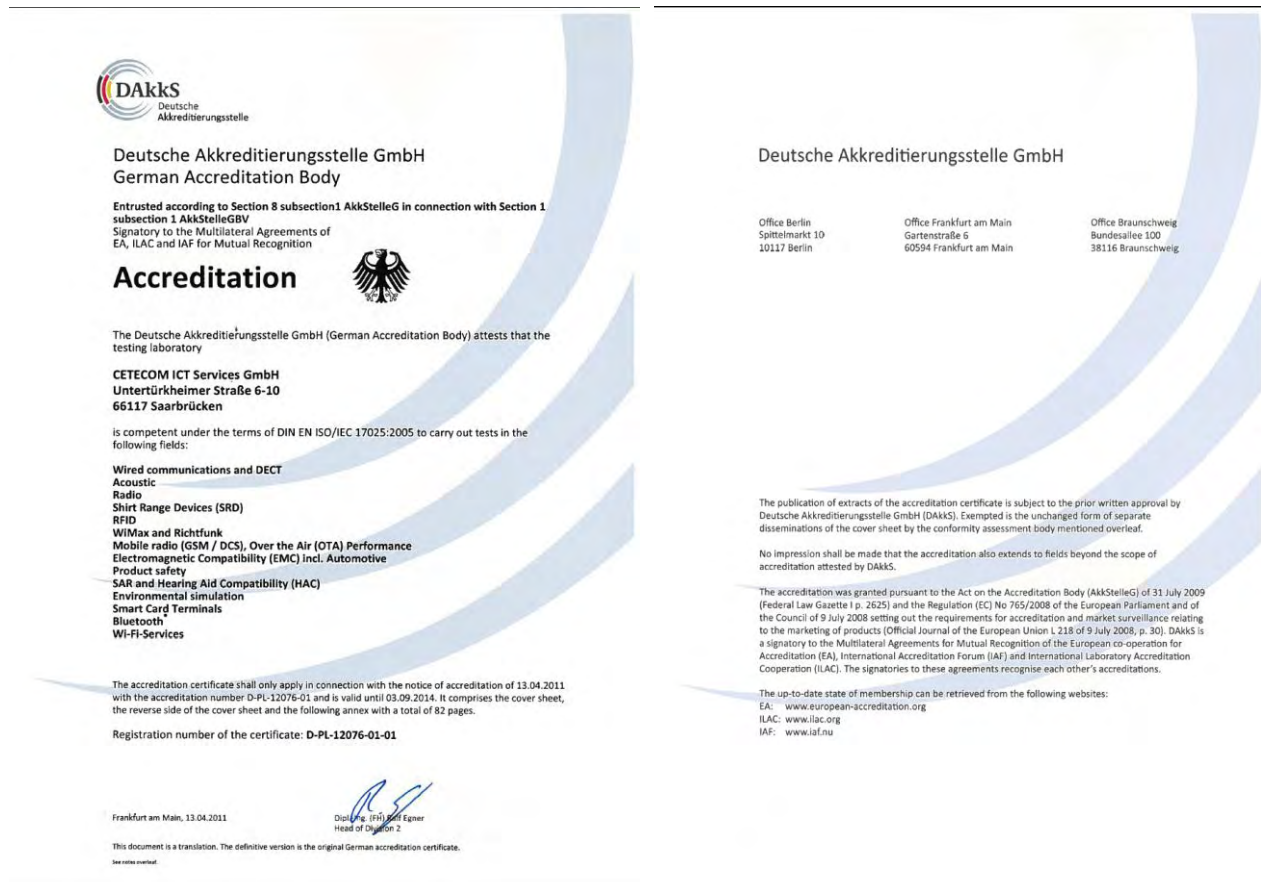 DAkkS
Deutsche
Akkreditierungsstelle
Deutsche Akkreditierungsstelle GmbH
German Accreditation Body
Entrusted according to Section 8 subsection1 AkkStelleG in connection with Section 1
subsection 1 AkkStelleGBV
Signatory to the Multilateral Agreements of
EA, ILAC and IAF for Mutual Recognition
Accreditation
The Deutsche Akkreditierungsstelle GmbH (German Accreditation Body) attests that the
testing laboratory
CETECOM ICT Services GmbH
Untertürkheimer Straße 6-10
66117 Saarbrücken
is competent under the terms of DIN EN ISO/IEC 17025:2005 to carry out tests in the
following fields:
Wired communications and DECT
Acoustic
Radio
Shirt Range Devices (SRD)
RFID
WiMax and Richtfunk
Mobile radio (GSM / DCS), Over the Air (OTA) Performance
Electromagnetic Compatibility (EMC) incl. Automotive
Product safety
SAR and Hearing Aid Compatibility (HAC)
Environmental simulation
Smart Card Terminals
Bluetooth
Wi-Fi-Services
The accreditation certificate shall only apply in connection with the notice of accreditation of 13.04.2011
with the accreditation number D-PL-12076-01 and is valid until 03.09.2014. It comprises the cover sheet,
the reverse side of the cover sheet and the following annex with a total of 82 pages.
Registration number of the certificate: D-PL-12076-01-01
Frankfurt am Main, 13.04.2011
Dipl.-Ing. (FH) Ralf Egner
Head of Division 2
This document is a translation. The definitive version is the original German accreditation certificate.
See notes overleaf.
Deutsche Akkreditierungsstelle GmbH
Office Berlin
Spittelmarkt 10
10117 Berlin
Office Frankfurt am Main
Gartenstraße 6
60594 Frankfurt am Main
Office Braunschweig
Bundesallee 100
38116 Braunschweig
The publication of extracts of the accreditation certificate is subject to the prior written approval by
Deutsche Akkreditierungsstelle GmbH (DAkkS). Exempted is the unchanged form of separate
disseminations of the cover sheet by the conformity assessment body mentioned overleaf.
No impression shall be made that the accreditation also extends to fields beyond the scope of
accreditation attested by DAkkS.
The accreditation was granted pursuant to the Act on the Accreditation Body (AkkStelleG) of 31 July 2009
(Federal Law Gazette I p. 2625) and the Regulation (EC) No 765/2008 of the European Parliament and of
the Council of 9 July 2008 setting out the requirements for accreditation and market surveillance relating
to the marketing of products (Official Journal of the European Union L 218 of 9 July 2008, p. 30). DAkkS is
a signatory to the Multilateral Agreements for Mutual Recognition of the European co-operation for
Accreditation (EA), International Accreditation Forum (IAF) and International Laboratory Accreditation
Cooperation (ILAC). The signatories to these agreements recognise each other's accreditations.
The up-to-date state of membership can be retrieved from the following websites:
EA: www.european-accreditation.org
ILAC: www.ilac.org
IAF: www.iaf.nu